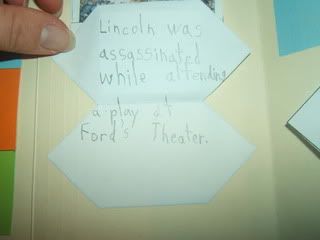 Lincoln was
assassinated
while attending
a play at
Ford's Theater.